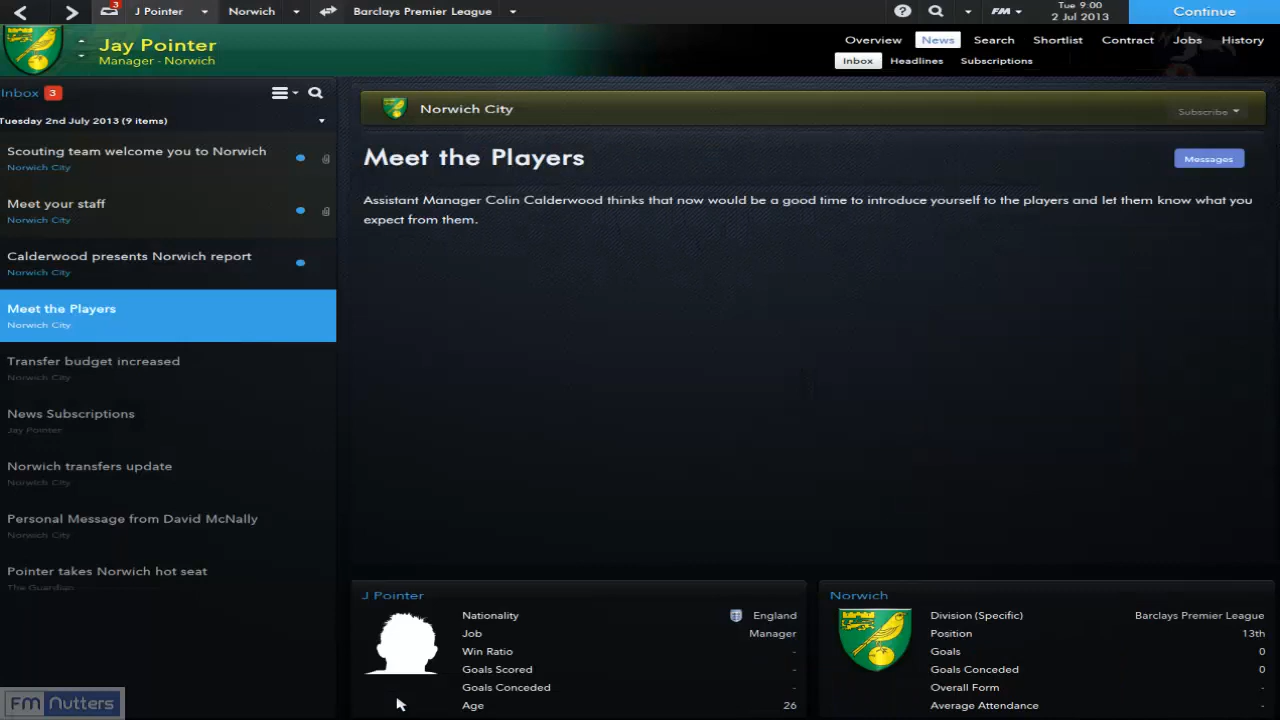 3
J Pointer
Norwich
Barclays Premier League
FM
Tue 9:00
2 Jul 2013
Continue
Jay Pointer
Manager - Norwich
Overview
News
Search
Shortlist
Contract
Jobs
History
Inbox
Headlines
Subscriptions
Inbox 3
Tuesday 2nd July 2013 (9 items)
Scouting team welcome you to Norwich
Norwich City
Meet your staff
Norwich City
Calderwood presents Norwich report
Norwich City
Meet the Players
Norwich City
Transfer budget increased
Norwich City
News Subscriptions
Jay Pointer
Norwich transfers update
Norwich City
Personal Message from David McNally
Norwich City
Pointer takes Norwich hot seat
The Guardian
Norwich City
Subscribe
Meet the Players
Messages
Assistant Manager Colin Calderwood thinks that now would be a good time to introduce yourself to the players and let them know what you
expect from them.
J Pointer
Nationality England
Job Manager
Win Ratio -
Goals Scored -
Goals Conceded -
Age 26
Norwich
Division (Specific) Barclays Premier League
Position 13th
Goals 0
Goals Conceded 0
Overall Form -
Average Attendance -
FM Nutters